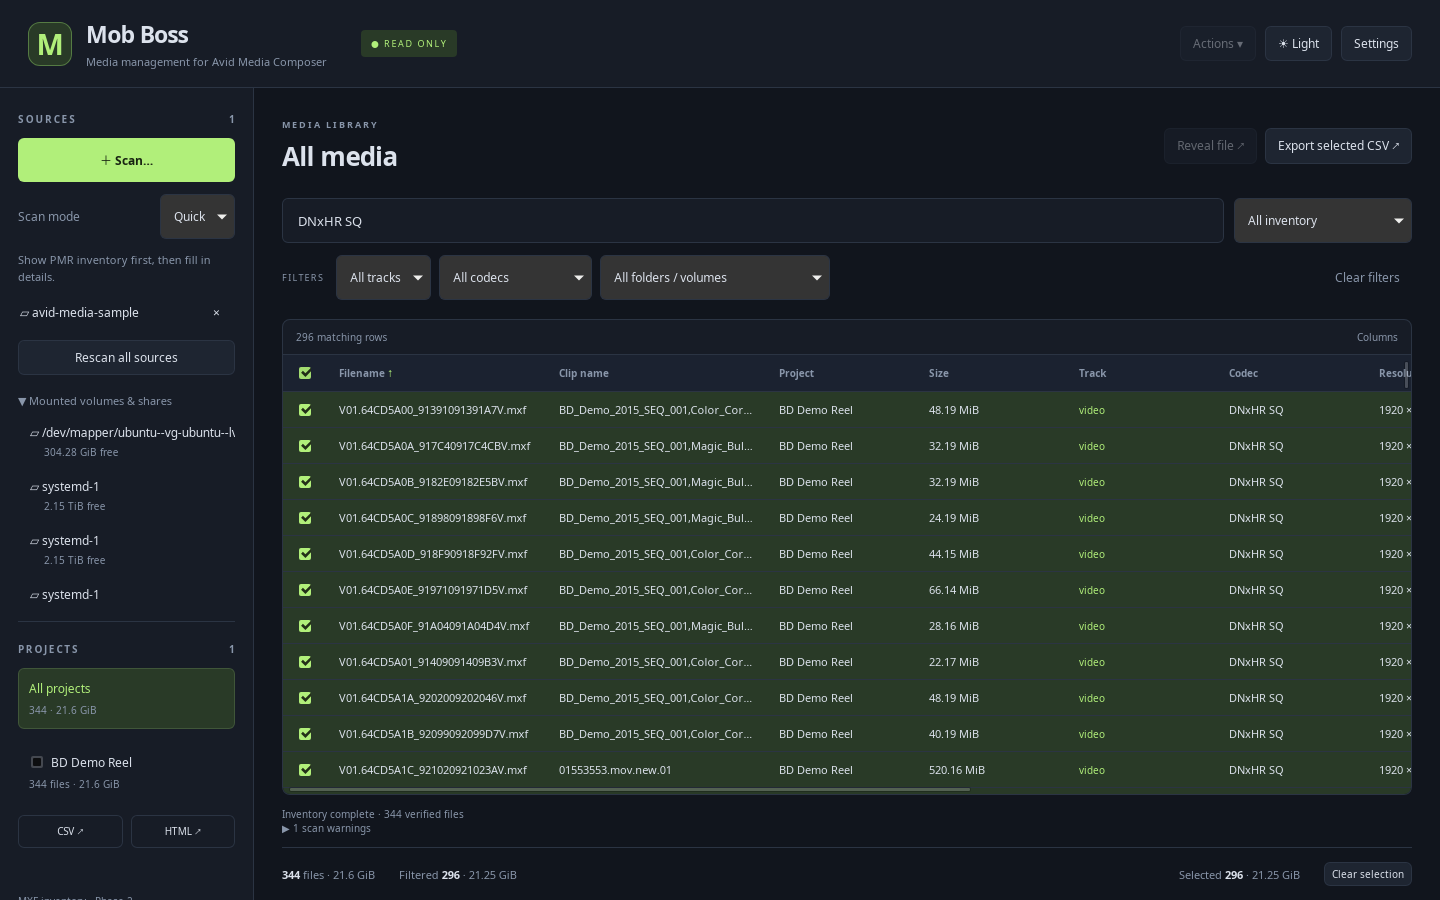 M
Mob Boss
Media management for Avid Media Composer
● READ ONLY
Actions ▾
☀ Light
Settings
SOURCES 1
+ Scan...
Scan mode
Quick
Show PMR inventory first, then fill in
details.
avid-media-sample ×
Rescan all sources
▼ Mounted volumes & shares
/dev/mapper/ubuntu--vg-ubuntu--lv
304.28 GiB free
systemd-1
2.15 TiB free
systemd-1
2.15 TiB free
systemd-1
PROJECTS 1
All projects
344 · 21.6 GiB
BD Demo Reel
344 files · 21.6 GiB
CSV ↗
HTML ↗
MEDIA LIBRARY
All media
Reveal file ↗
Export selected CSV ↗
DNxHR SQ
All inventory
FILTERS
All tracks
All codecs
All folders / volumes
Clear filters
296 matching rows
Columns
Filename ↑ Clip name Project Size Track Codec Resolu
V01.64CD5A00_91391091391A7V.mxf BD_Demo_2015_SEQ_001,Color_Cor... BD Demo Reel 48.19 MiB video DNxHR SQ 1920 ×
V01.64CD5A0A_917C40917C4CBV.mxf BD_Demo_2015_SEQ_001,Magic_Bul... BD Demo Reel 32.19 MiB video DNxHR SQ 1920 ×
V01.64CD5A0B_9182E09182E5BV.mxf BD_Demo_2015_SEQ_001,Magic_Bul... BD Demo Reel 32.19 MiB video DNxHR SQ 1920 ×
V01.64CD5A0C_91898091898F6V.mxf BD_Demo_2015_SEQ_001,Magic_Bul... BD Demo Reel 24.19 MiB video DNxHR SQ 1920 ×
V01.64CD5A0D_918F90918F92FV.mxf BD_Demo_2015_SEQ_001,Color_Cor... BD Demo Reel 44.15 MiB video DNxHR SQ 1920 ×
V01.64CD5A0E_91971091971D5V.mxf BD_Demo_2015_SEQ_001,Color_Cor... BD Demo Reel 66.14 MiB video DNxHR SQ 1920 ×
V01.64CD5A0F_91A04091A04D4V.mxf BD_Demo_2015_SEQ_001,Magic_Bul... BD Demo Reel 28.16 MiB video DNxHR SQ 1920 ×
V01.64CD5A01_91409091409B3V.mxf BD_Demo_2015_SEQ_001,Color_Cor... BD Demo Reel 22.17 MiB video DNxHR SQ 1920 ×
V01.64CD5A1A_9202009202046V.mxf BD_Demo_2015_SEQ_001,Color_Cor... BD Demo Reel 48.19 MiB video DNxHR SQ 1920 ×
V01.64CD5A1B_92099092099D7V.mxf BD_Demo_2015_SEQ_001,Color_Cor... BD Demo Reel 40.19 MiB video DNxHR SQ 1920 ×
V01.64CD5A1C_921020921023AV.mxf 01553553.mov.new.01 BD Demo Reel 520.16 MiB video DNxHR SQ 1920 ×
Inventory complete · 344 verified files
▶ 1 scan warnings
344 files · 21.6 GiB Filtered 296 · 21.25 GiB Selected 296 · 21.25 GiB Clear selection